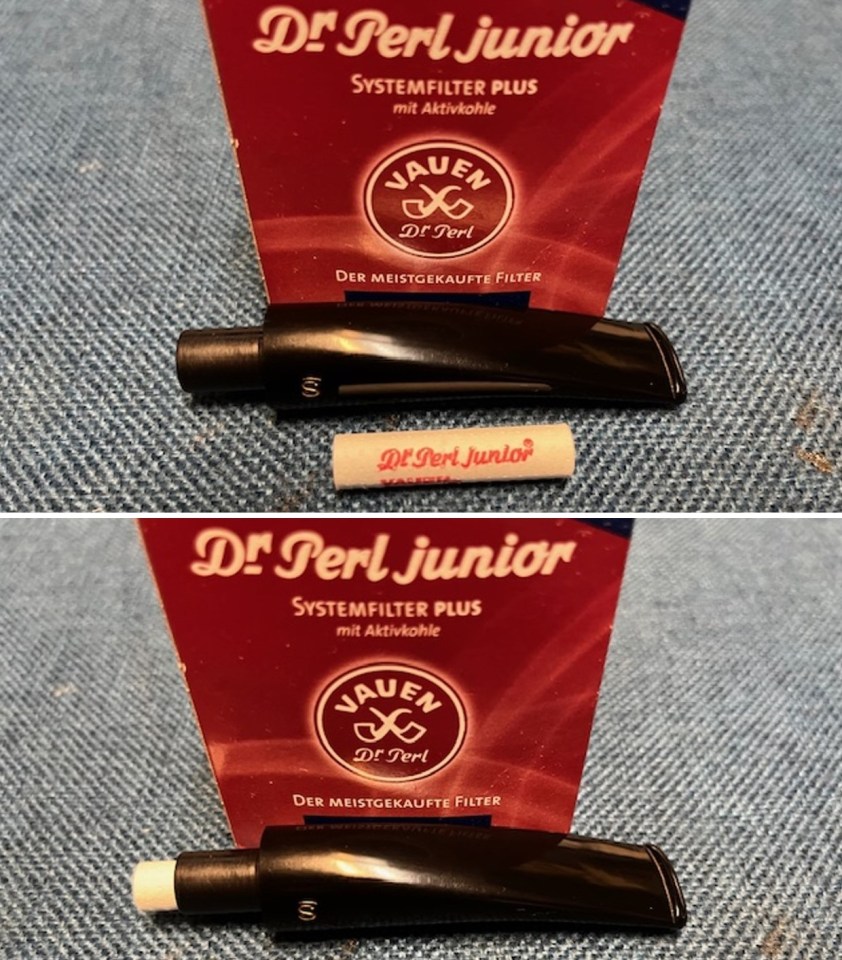 Dr Perl junior
SYSTEMFILTER PLUS
mit Aktivkohle
VAUEN
Dr Perl
DER MEISTGEKAUFTE FILTER
S
Dr Perl junior®
Dr Perl junior
SYSTEMFILTER PLUS
mit Aktivkohle
VAUEN
Dr Perl
DER MEISTGEKAUFTE FILTER
S